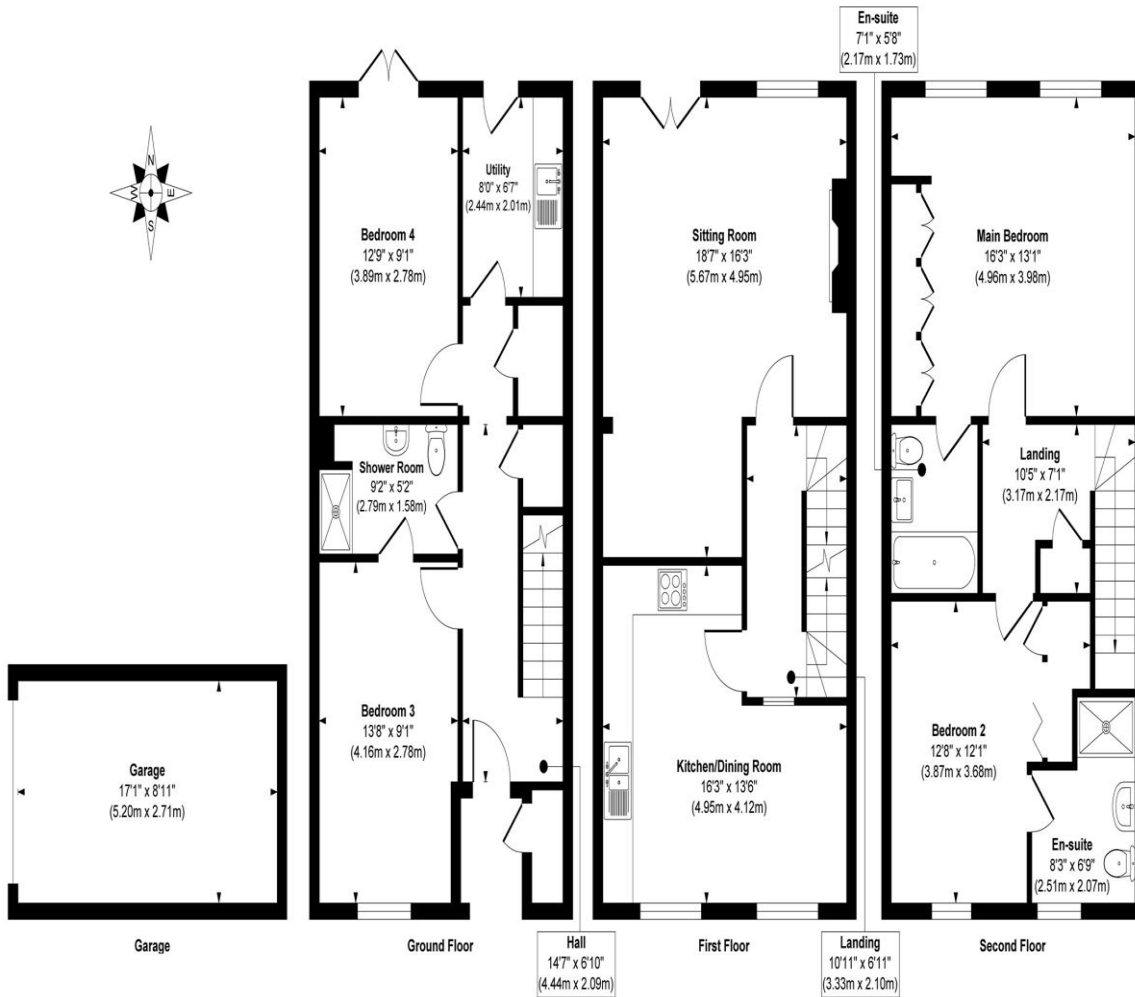 En-suite
7'1" x 5'8"
(2.17m x 1.73m)
N
W
E
S
Utility
8'0" x 6'7"
(2.44m x 2.01m)
Bedroom 4
12'9" x 9'1"
(3.89m x 2.78m)
Sitting Room
18'7" x 16'3"
(5.67m x 4.95m)
Main Bedroom
16'3" x 13'1"
(4.96m x 3.98m)
Shower Room
9'2" x 5'2"
(2.79m x 1.58m)
Landing
10'5" x 7'1"
(3.17m x 2.17m)
Bedroom 3
13'8" x 9'1"
(4.16m x 2.78m)
Bedroom 2
12'8" x 12'1"
(3.87m x 3.68m)
Garage
17'1" x 8'11"
(5.20m x 2.71m)
Kitchen/Dining Room
16'3" x 13'6"
(4.95m x 4.12m)
En-suite
8'3" x 6'9"
(2.51m x 2.07m)
Garage
Ground Floor
Hall
14'7" x 6'10"
(4.44m x 2.09m)
First Floor
Landing
10'11" x 6'11"
(3.33m x 2.10m)
Second Floor